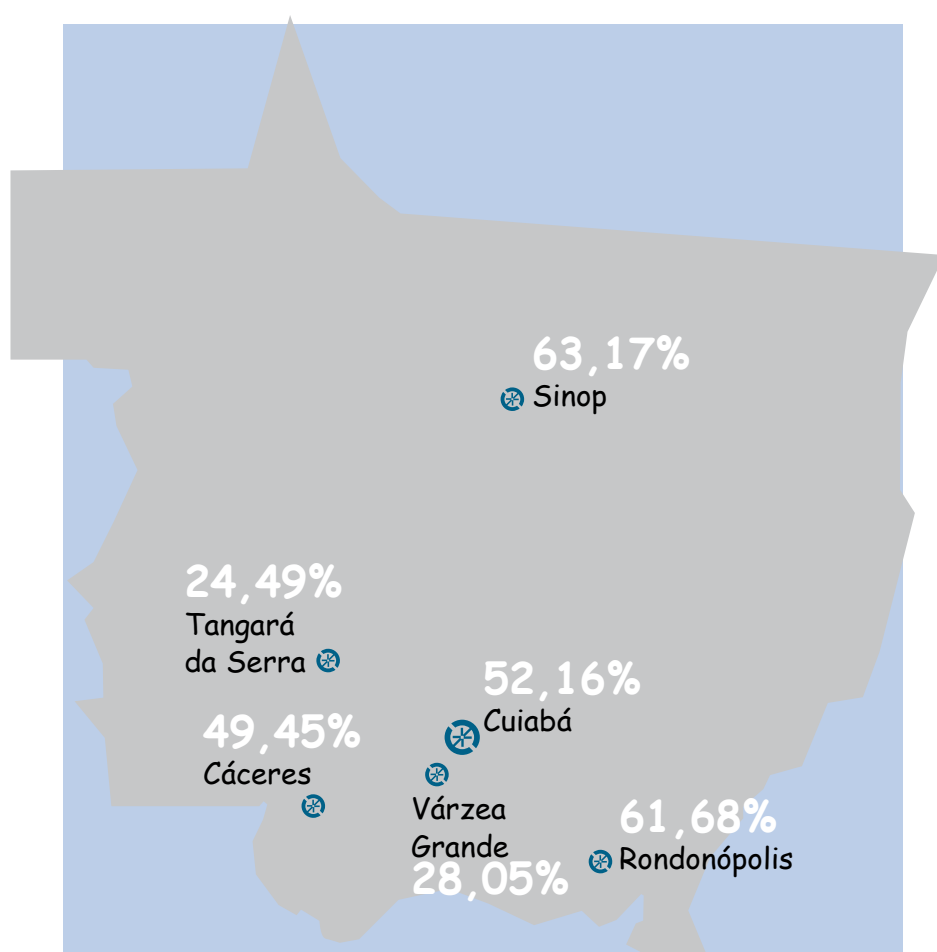 63,17%
Sinop
24,49%
Tangará
da Serra
52,16%
Cuiabá
49,45%
Cáceres
Várzea
Grande
28,05%
61,68%
Rondonópolis